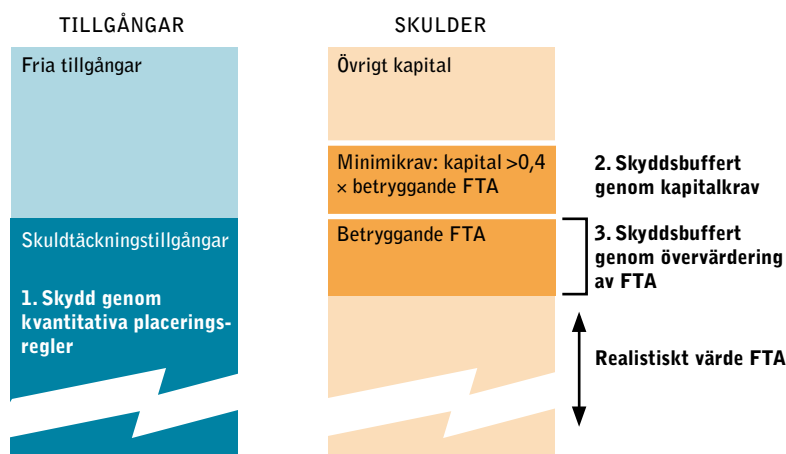 TILLGÅNGAR
SKULDER
Fria tillgångar
Övrigt kapital
Minimikrav: kapital >0,4
× betryggande FTA
2. Skyddsbuffert
genom kapitalkrav
Skuldtäckningstillgångar
Betryggande FTA
3. Skyddsbuffert
genom övervärdering
av FTA
1. Skydd genom
kvantitativa placerings-
regler
Realistiskt värde FTA